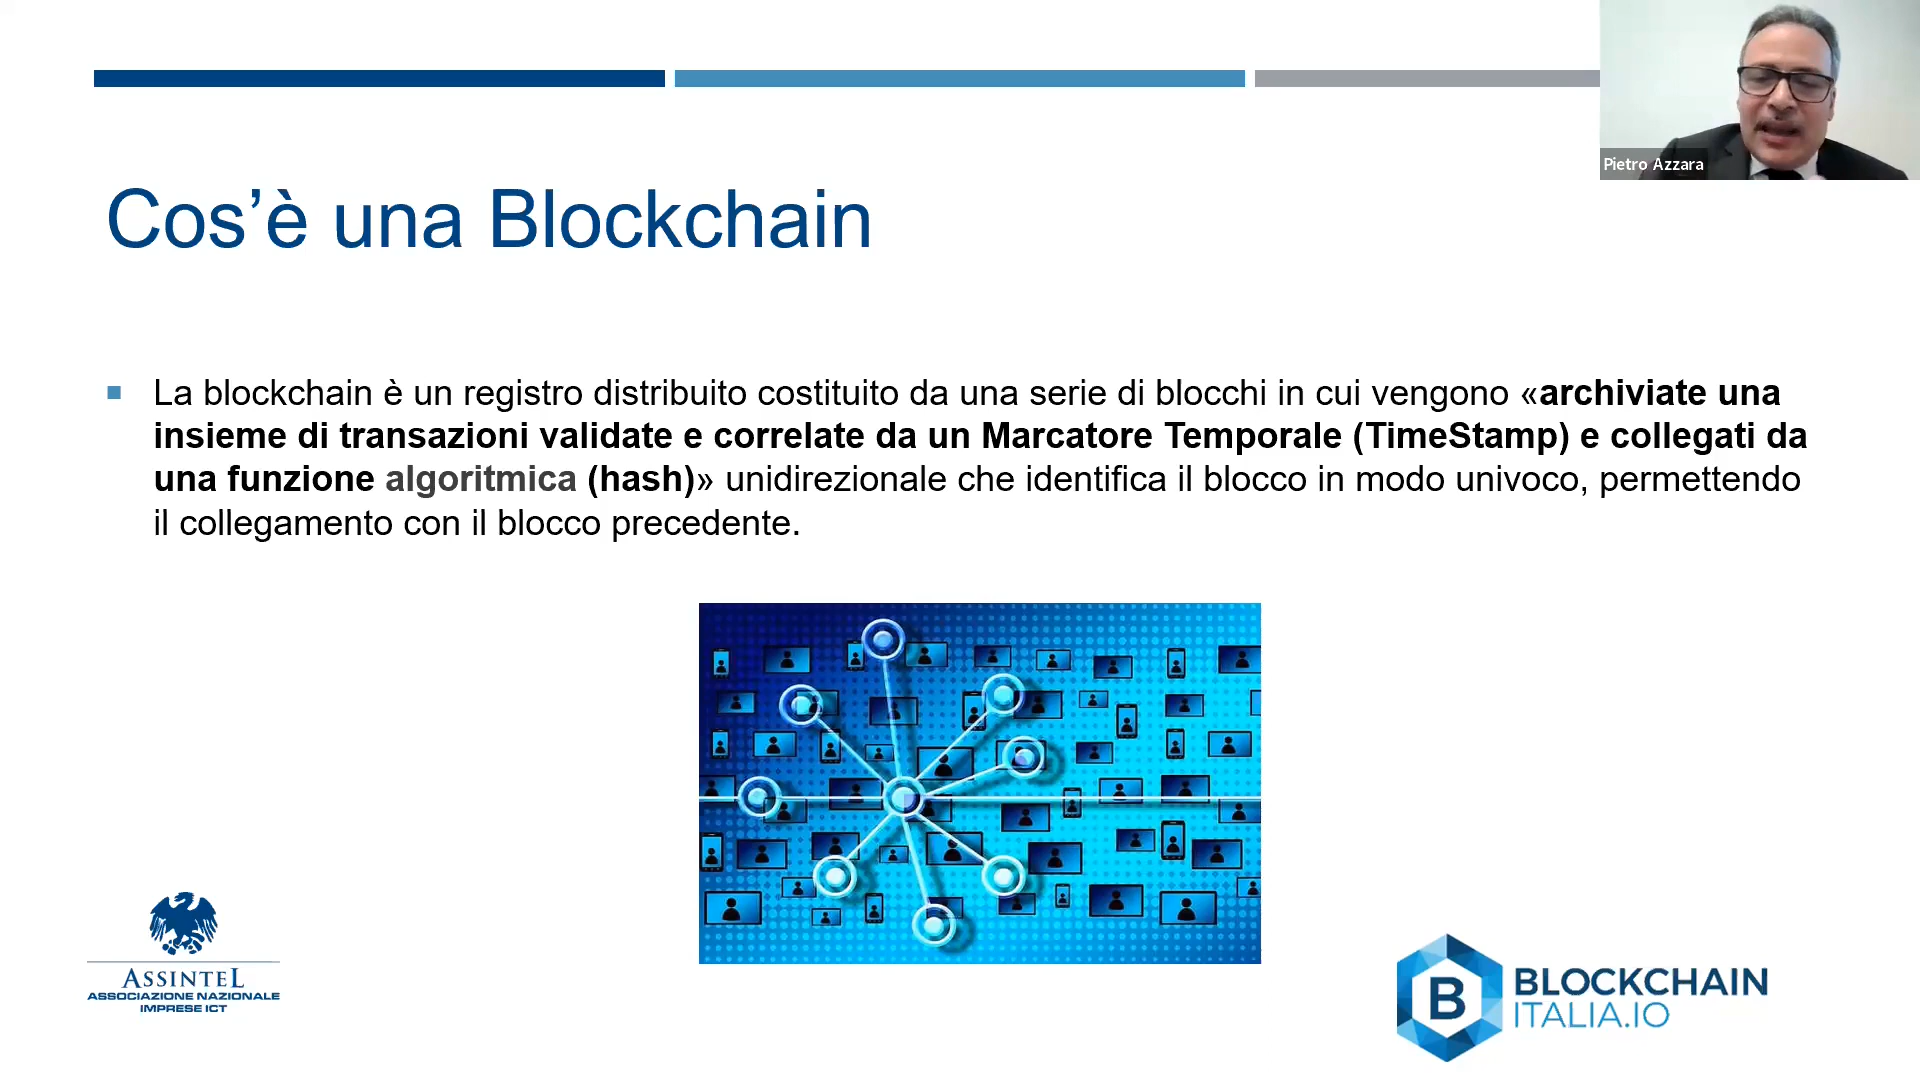 Pietro Azzara
Cos’è una Blockchain
La blockchain è un registro distribuito costituito da una serie di blocchi in cui vengono «archiviate una
insieme di transazioni validate e correlate da un Marcatore Temporale (TimeStamp) e collegati da
una funzione algoritmica (hash)» unidirezionale che identifica il blocco in modo univoco, permettendo
il collegamento con il blocco precedente.
ASSINTEL
ASSOCIAZIONE NAZIONALE
IMPRESE ICT
B
BLOCKCHAIN
ITALIA.IO